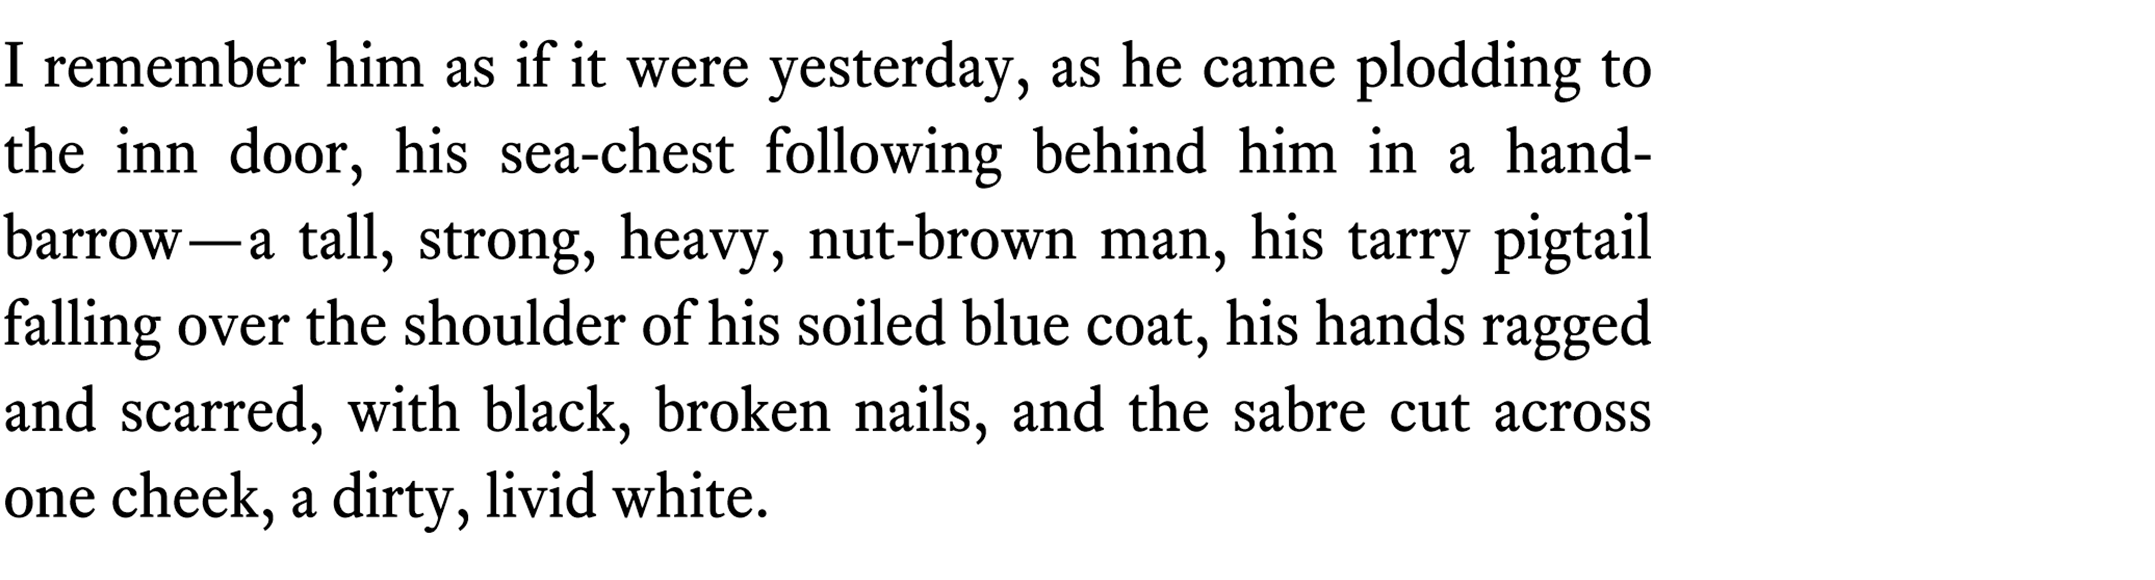 I remember him as if it were yesterday, as he came plodding to
the inn door, his sea-chest following behind him in a hand-
barrow—a tall, strong, heavy, nut-brown man, his tarry pigtail
falling over the shoulder of his soiled blue coat, his hands ragged
and scarred, with black, broken nails, and the sabre cut across
one cheek, a dirty, livid white.